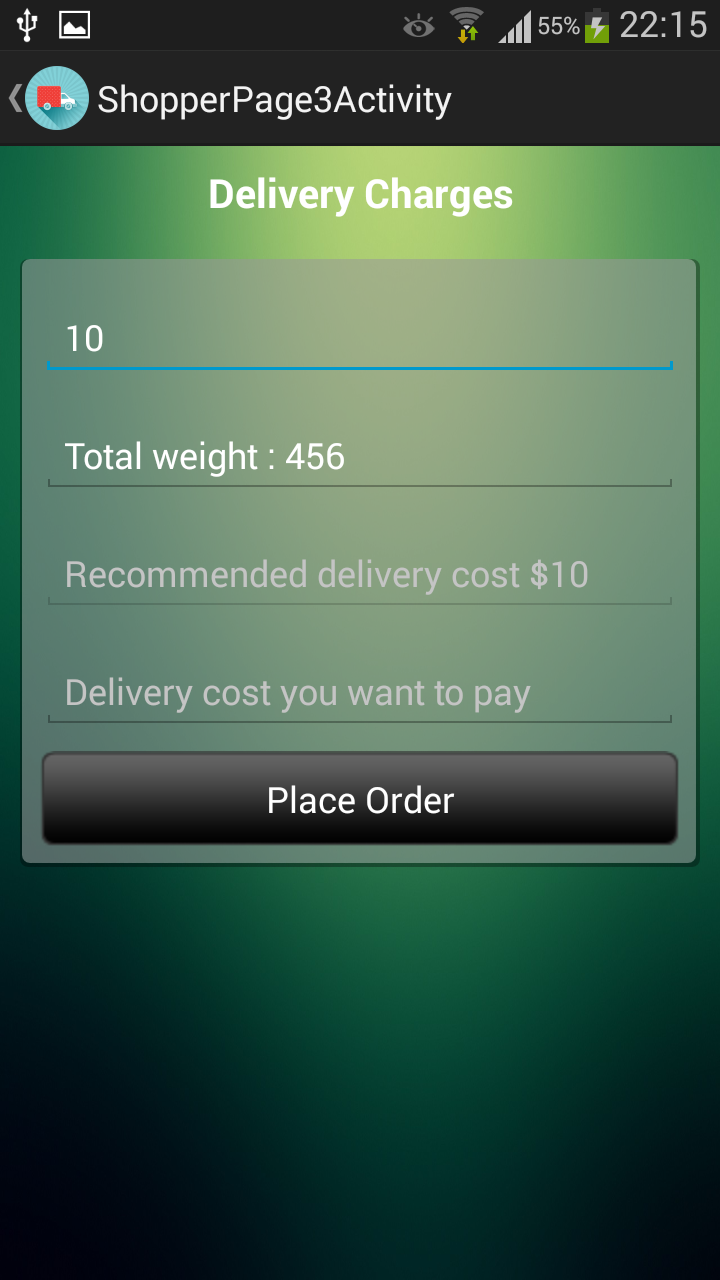 55% 22:15
ShopperPage3Activity
Delivery Charges
10
Total weight : 456
Recommended delivery cost $10
Delivery cost you want to pay
Place Order